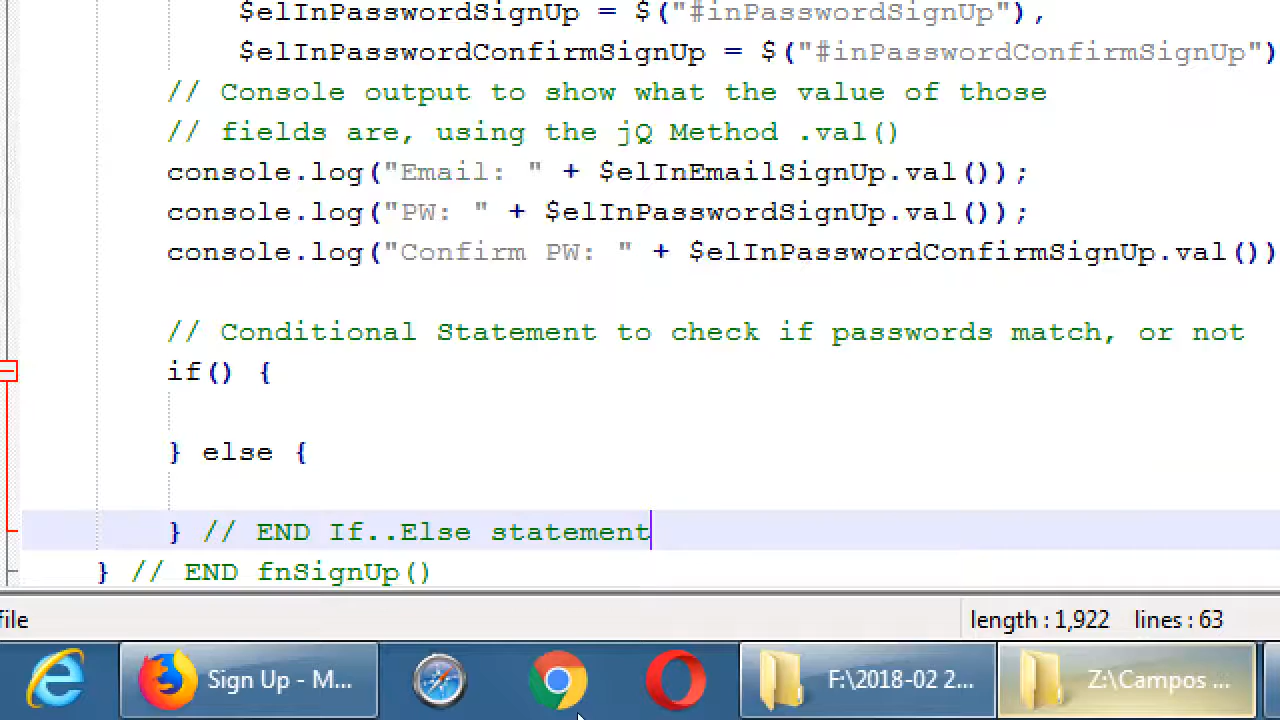 $elInPasswordSignUp = $("#inPasswordSignUp"),
$elInPasswordConfirmSignUp = $("#inPasswordConfirmSignUp")
// Console output to show what the value of those
// fields are, using the jQ Method .val()
console.log("Email: " + $elInEmailSignUp.val());
console.log("PW: " + $elInPasswordSignUp.val());
console.log("Confirm PW: " + $elInPasswordConfirmSignUp.val())
// Conditional Statement to check if passwords match, or not
if() {
} else {
} // END If..Else statement
} // END fnSignUp()
file length : 1,922 lines : 63
Sign Up - M... F:\2018-02 2... Z:\Campos ...